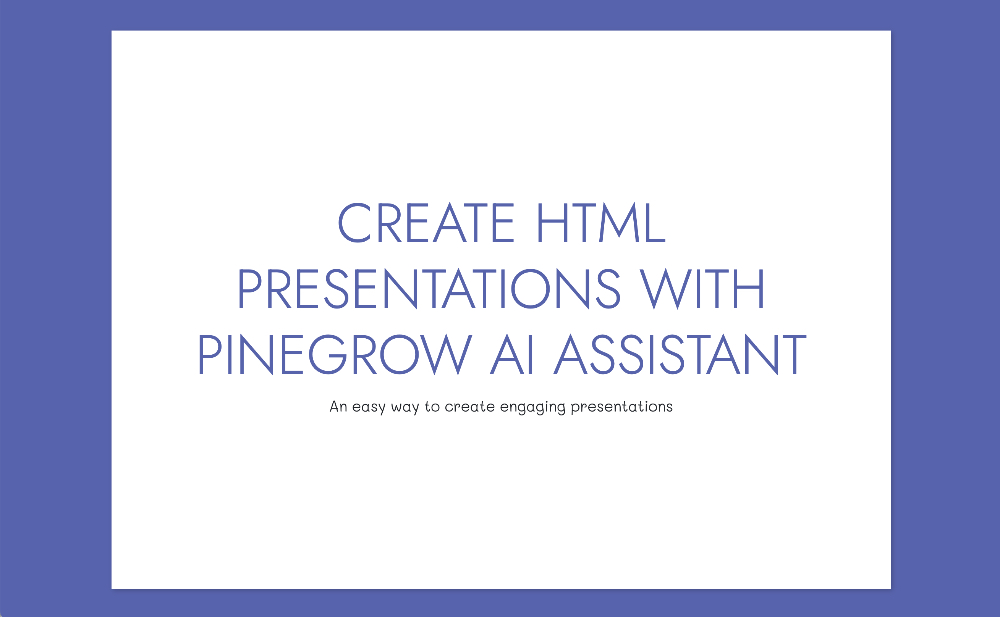 CREATE HTML
PRESENTATIONS WITH
PINEGROW AI ASSISTANT
An easy way to create engaging presentations